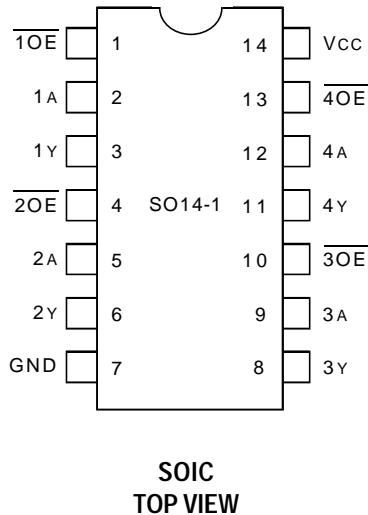 1OE 1 14 VCC
1A 2 13 4OE
1Y 3 12 4A
2OE 4 SO14-1 11 4Y
2A 5 10 3OE
2Y 6 9 3A
GND 7 8 3Y
SOIC
TOP VIEW